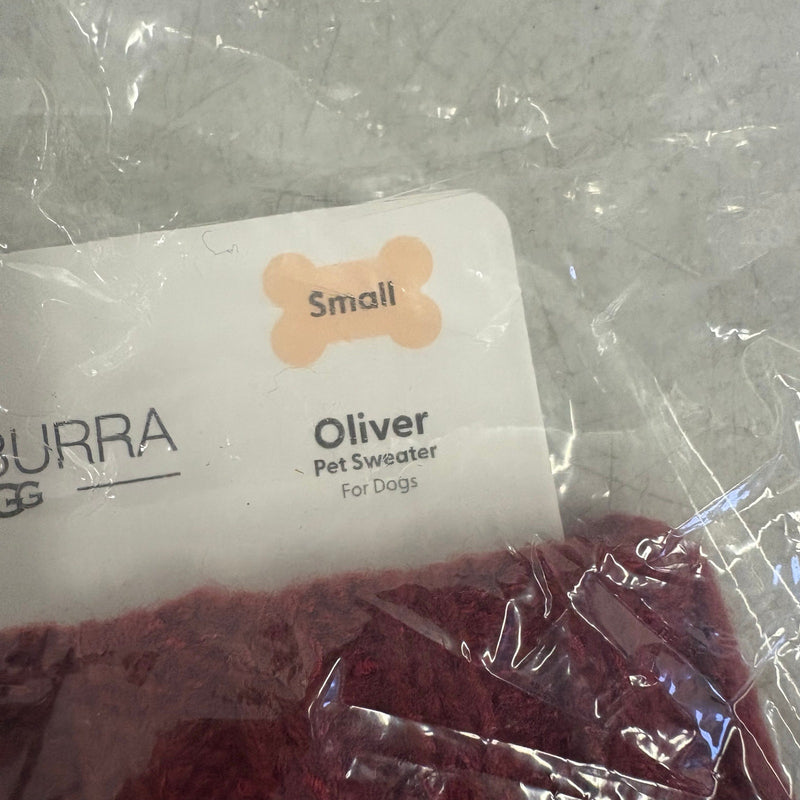 Small
BURRA
GG
Oliver
Pet Sweater
For Dogs